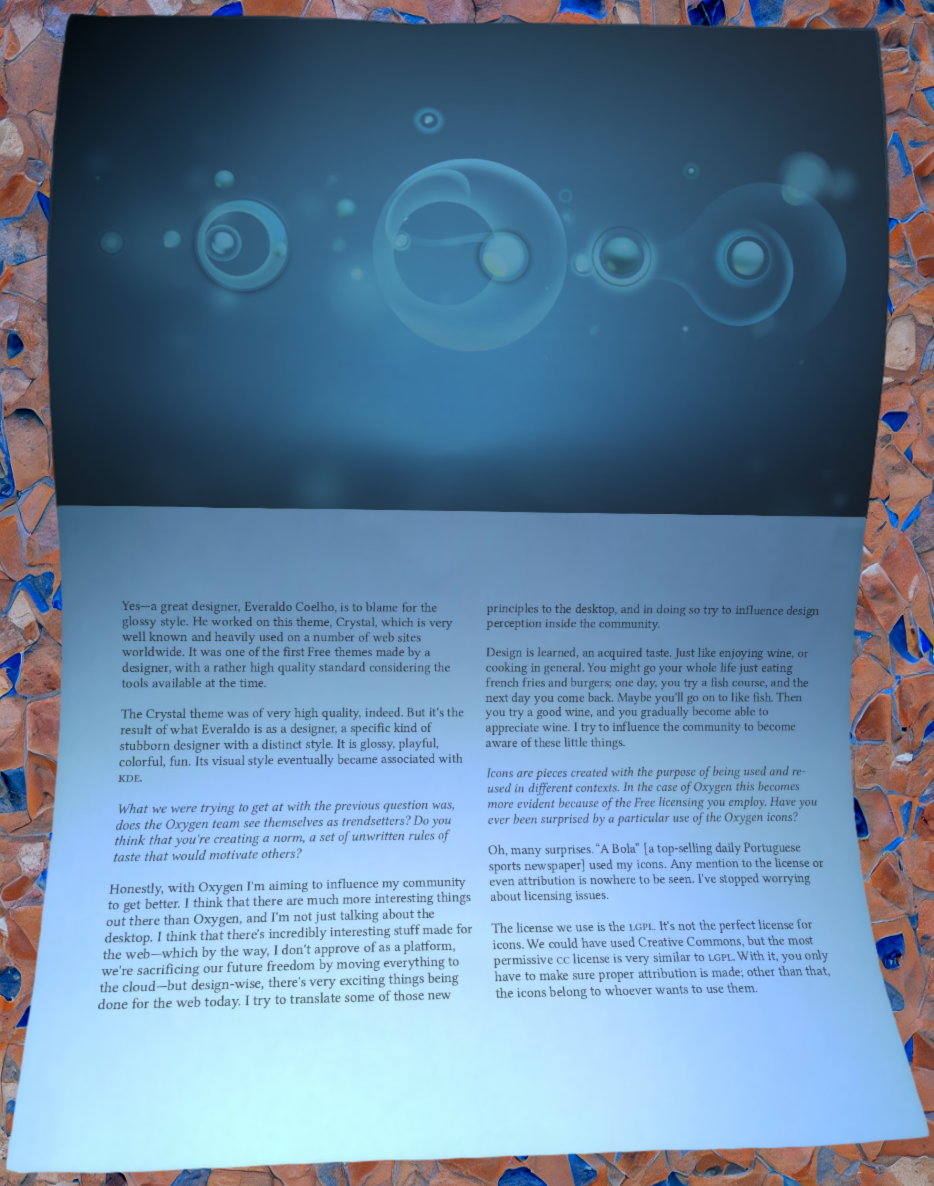 Yes—a great designer, Everaldo Coelho, is to blame for the
glossy style. He worked on this theme, Crystal, which is very
well known and heavily used on a number of web sites
worldwide. It was one of the first Free themes made by a
designer, with a rather high quality standard considering the
tools available at the time.
The Crystal theme was of very high quality, indeed. But it's the
result of what Everaldo is as a designer, a specific kind of
stubborn designer with a distinct style. It is glossy, playful,
colorful, fun. Its visual style eventually became associated with
KDE.
What we were trying to get at with the previous question was,
does the Oxygen team see themselves as trendsetters? Do you
think that you're creating a norm, a set of unwritten rules of
taste that would motivate others?
Honestly, with Oxygen I'm aiming to influence my community
to get better. I think that there are much more interesting things
out there than Oxygen, and I'm not just talking about the
desktop. I think that there's incredibly interesting stuff made for
the web—which by the way, I don't approve of as a platform,
we're sacrificing our future freedom by moving everything to
the cloud—but design-wise, there's very exciting things being
done for the web today. I try to translate some of those new
principles to the desktop, and in doing so try to influence design
perception inside the community.
Design is learned, an acquired taste. Just like enjoying wine, or
cooking in general. You might go your whole life just eating
french fries and burgers; one day, you try a fish course, and the
next day you come back. Maybe you'll go on to like fish. Then
you try a good wine, and you gradually become able to
appreciate wine. I try to influence the community to become
aware of these little things.
Icons are pieces created with the purpose of being used and re-
used in different contexts. In the case of Oxygen this becomes
more evident because of the Free licensing you employ. Have you
ever been surprised by a particular use of the Oxygen icons?
Oh, many surprises. “A Bola” [a top-selling daily Portuguese
sports newspaper] used my icons. Any mention to the license or
even attribution is nowhere to be seen. I've stopped worrying
about licensing issues.
The license we use is the LGPL. It's not the perfect license for
icons. We could have used Creative Commons, but the most
permissive CC license is very similar to LGPL. With it, you only
have to make sure proper attribution is made; other than that,
the icons belong to whoever wants to use them.